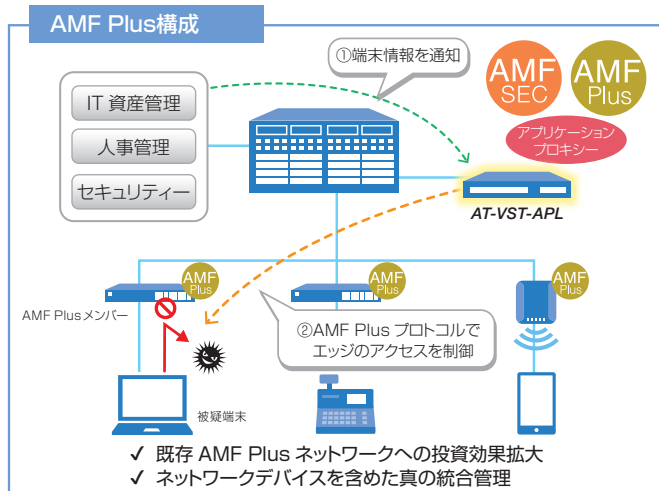 AMF Plus構成
①端末情報を通知
AMF
SEC
AMF
Plus
IT 資産管理
人事管理
セキュリティー
アプリケーション
プロキシー
AT-VST-APL
AMF
Plus
AMF
Plus
AMF
Plus
AMF Plusメンバー
②AMF Plus プロトコルで
エッジのアクセスを制御
被疑端末
✓ 既存 AMF Plus ネットワークへの投資効果拡大
✓ ネットワークデバイスを含めた真の統合管理